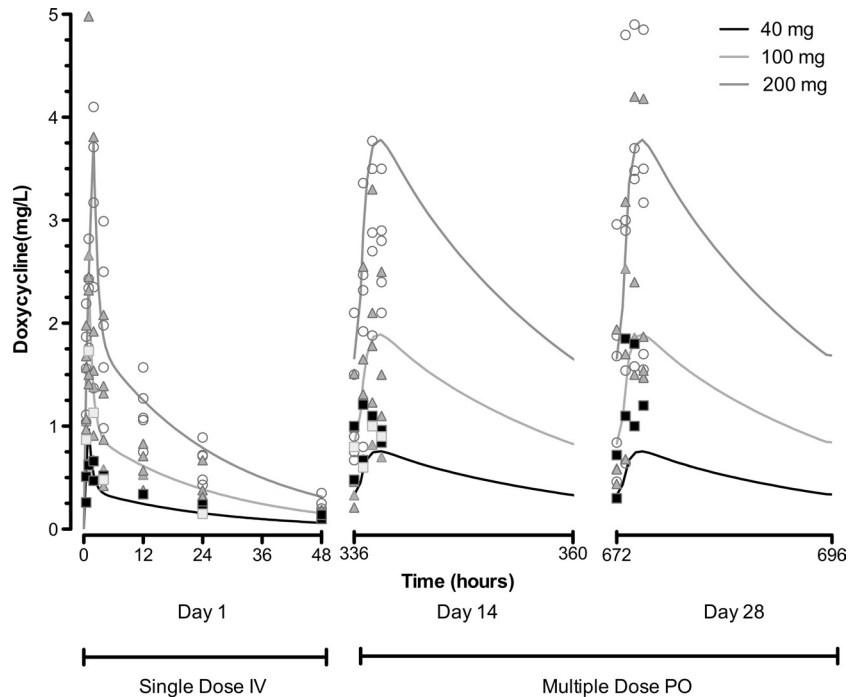 5
4
3
2
1
0
Doxycycline(mg/L)
40 mg
100 mg
200 mg
0 12 24 36 48
336 360
672 696
Time (hours)
Day 1 Day 14 Day 28
Single Dose IV Multiple Dose PO